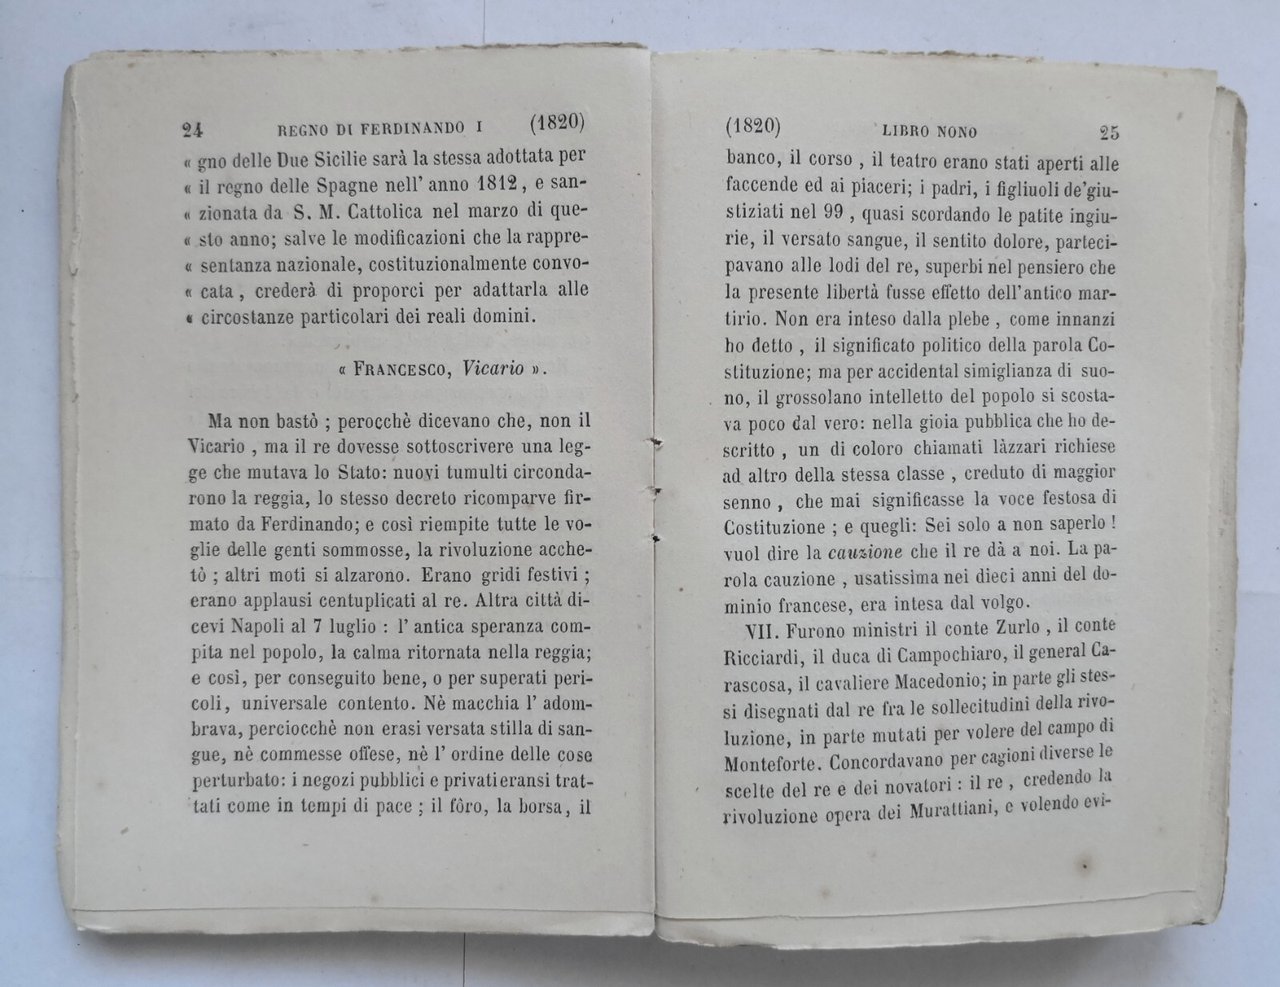 24 REGNO DI FERDINANDO I (1820)
« gno delle Due Sicilie sarà la stessa adottata per
« il regno delle Spagne nell' anno 1812, e san-
« zionata da S. M. Cattolica nel marzo di que-
« sto anno; salve le modificazioni che la rappre-
« sentanza nazionale, costituzionalmente convo-
« cata, crederà di proporci per adattarla alle
« circostanze particolari dei reali domini.
« FRANCESCO, Vicario ».
Ma non bastò ; perocchè dicevano che, non il
Vicario , ma il re dovesse sottoscrivere una leg-
ge che mutava lo Stato: nuovi tumulti circonda-
rono la reggia, lo stesso decreto ricomparve fir-
mato da Ferdinando; e così riempite tutte le vo-
glie delle genti sommosse, la rivoluzione acche-
tò ; altri moti si alzarono. Erano gridi festivi ;
erano applausi centuplicati al re. Altra città di-
cevi Napoli al 7 luglio : l' antica speranza com-
pita nel popolo, la calma ritornata nella reggia;
e così, per conseguito bene, o per superati peri-
coli, universale contento. Nè macchia l' adom-
brava, perciocchè non erasi versata stilla di san-
gue, nè commesse offese, nè l' ordine delle cose
perturbato: i negozi pubblici e privati eransi trat-
tati come in tempi di pace ; il fôro, la borsa, il
(1820) LIBRO NONO 25
banco, il corso , il teatro erano stati aperti alle
faccende ed ai piaceri; i padri, i figliuoli de'giu-
stiziati nel 99 , quasi scordando le patite ingiu-
rie, il versato sangue, il sentito dolore, parteci-
pavano alle lodi del re, superbi nel pensiero che
la presente libertà fusse effetto dell'antico mar-
tirio. Non era inteso dalla plebe , come innanzi
ho detto , il significato politico della parola Co-
stituzione; ma per accidental simiglianza di suo-
no, il grossolano intelletto del popolo si scosta-
va poco dal vero: nella gioia pubblica che ho de-
scritto , un di coloro chiamati làzzari richiese
ad altro della stessa classe , creduto di maggior
senno , che mai significasse la voce festosa di
Costituzione ; e quegli: Sei solo a non saperlo !
vuol dire la cauzione che il re dà a noi. La pa-
rola cauzione , usatissima nei dieci anni del do-
minio francese, era intesa dal volgo.
VII. Furono ministri il conte Zurlo , il conte
Ricciardi, il duca di Campochiaro, il general Ca-
rascosa, il cavaliere Macedonio; in parte gli stes-
si disegnati dal re fra le sollecitudini della rivo-
luzione, in parte mutati per volere del campo di
Monteforte. Concordavano per cagioni diverse le
scelte del re e dei novatori : il re , credendo la
rivoluzione opera dei Murattiani, e volendo evi-